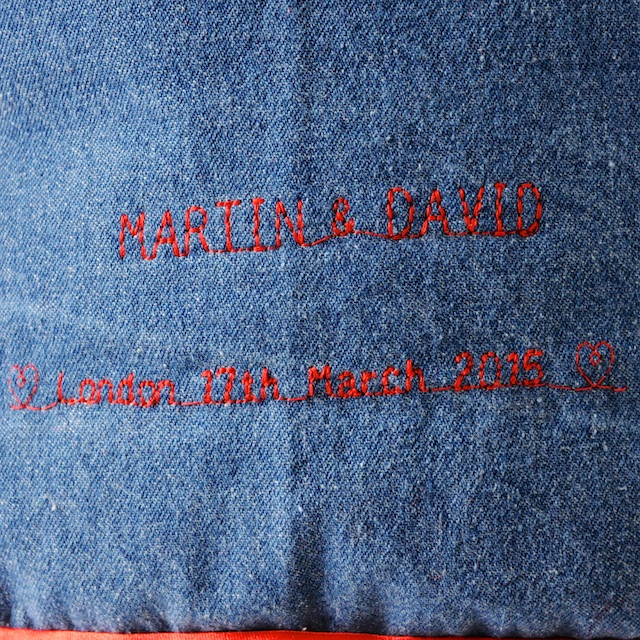 MARTIN & DAVID
London 17th March 2015